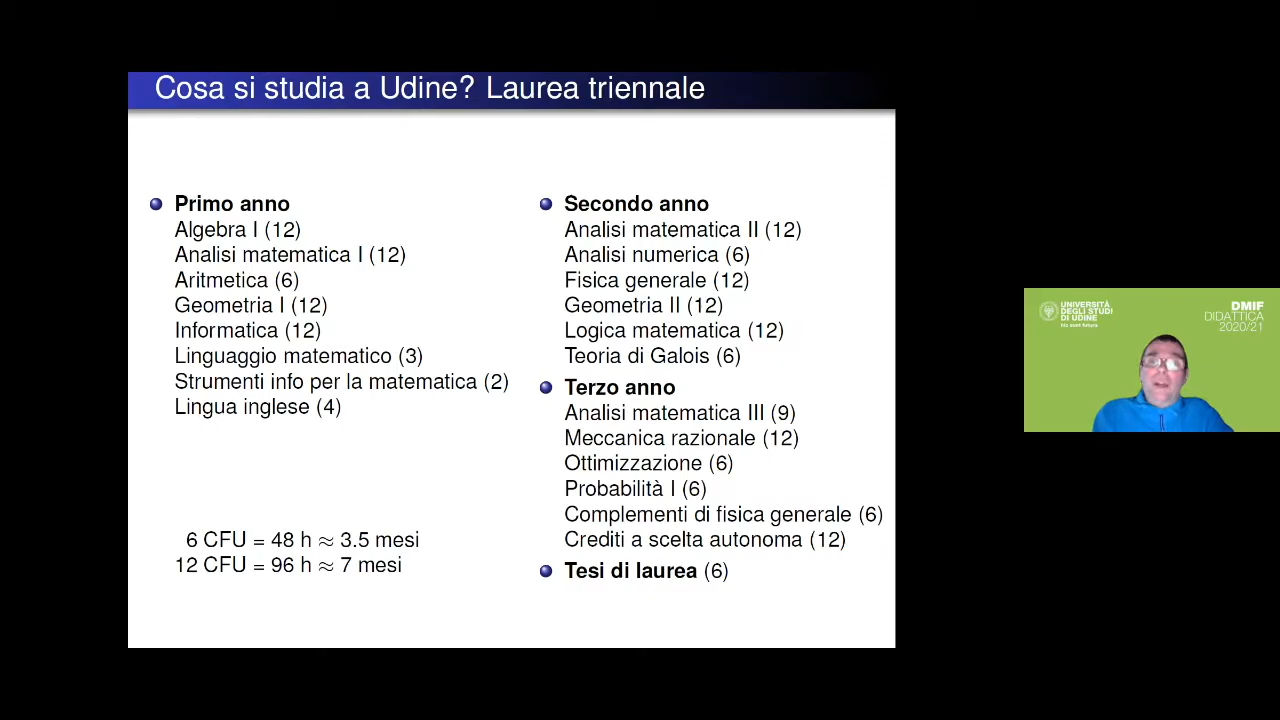 Cosa si studia a Udine? Laurea triennale
Primo anno
Algebra I (12)
Analisi matematica I (12)
Aritmetica (6)
Geometria I (12)
Informatica (12)
Linguaggio matematico (3)
Strumenti info per la matematica (2)
Lingua inglese (4)
6 CFU = 48 h ≈ 3.5 mesi
12 CFU = 96 h ≈ 7 mesi
Secondo anno
Analisi matematica II (12)
Analisi numerica (6)
Fisica generale (12)
Geometria II (12)
Logica matematica (12)
Teoria di Galois (6)
Terzo anno
Analisi matematica III (9)
Meccanica razionale (12)
Ottimizzazione (6)
Probabilità I (6)
Complementi di fisica generale (6)
Crediti a scelta autonoma (12)
Tesi di laurea (6)
UNIVERSITÀ
DEGLI STUDI
DI UDINE
hic sunt futura
DMIF
DIDATTICA
2020/21